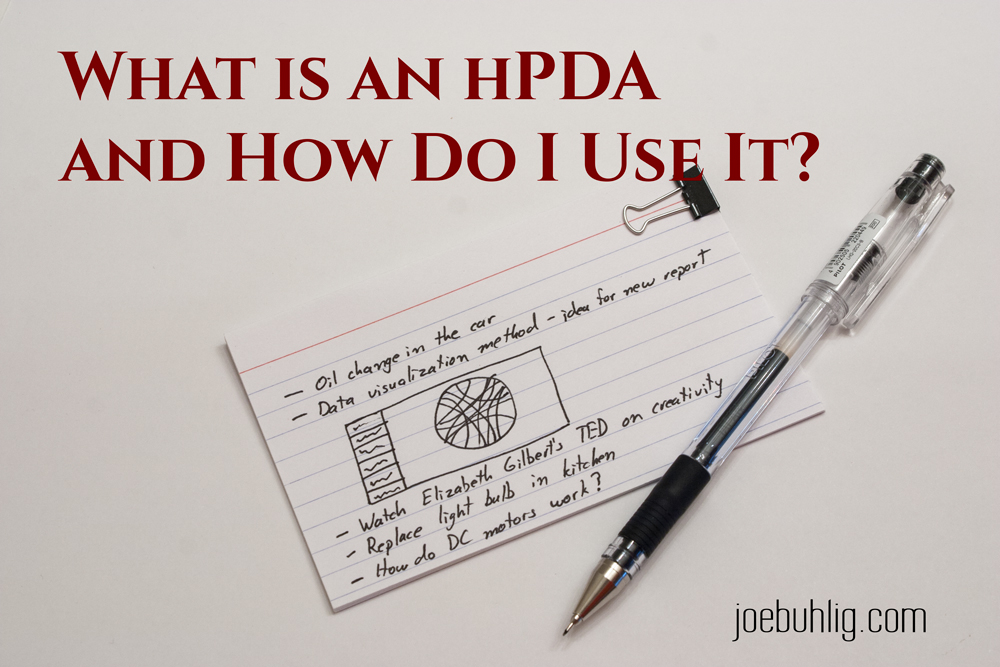 What is an hPDA
and How Do I Use It?
– Oil change in the car
– Data visualization method – idea for new report
– Watch Elizabeth Gilbert's TED on creativity
– Replace light bulb in kitchen
– How do DC motors work?
PILOT
joebuhlig.com